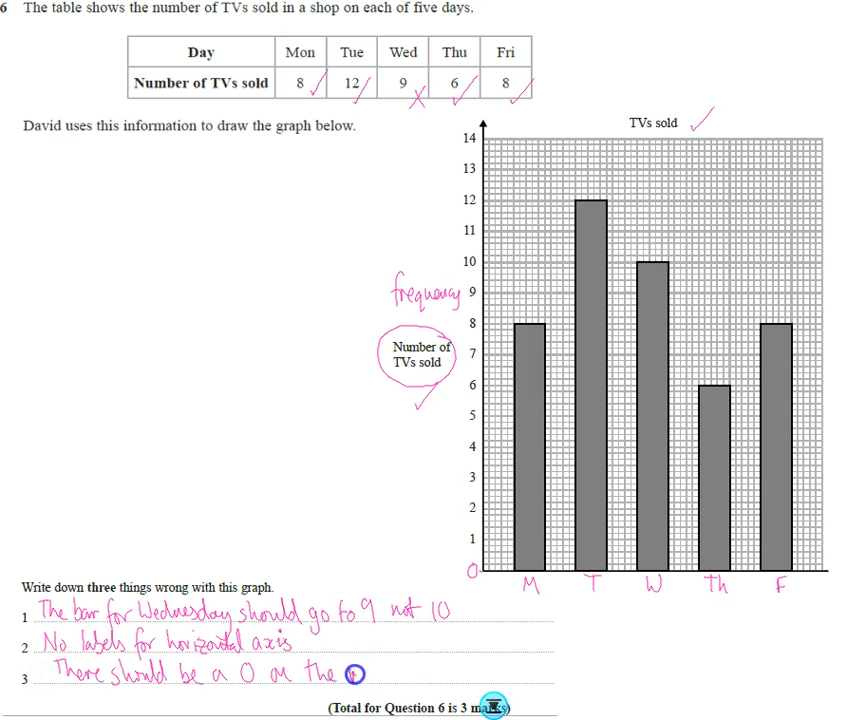 6 The table shows the number of TVs sold in a shop on each of five days.
Day Mon Tue Wed Thu Fri
Number of TVs sold 8 12 9 6 8
David uses this information to draw the graph below.
TVs sold
14
13
12
11
10
frequency 9
8
Number of
TVs sold
7
6
5
4
3
2
1
0
M T W Th F
Write down three things wrong with this graph.
1 The bar for Wednesday should go to 9 not 10
2 No labels for horizontal axis
3 There should be a 0 on the
(Total for Question 6 is 3 marks)